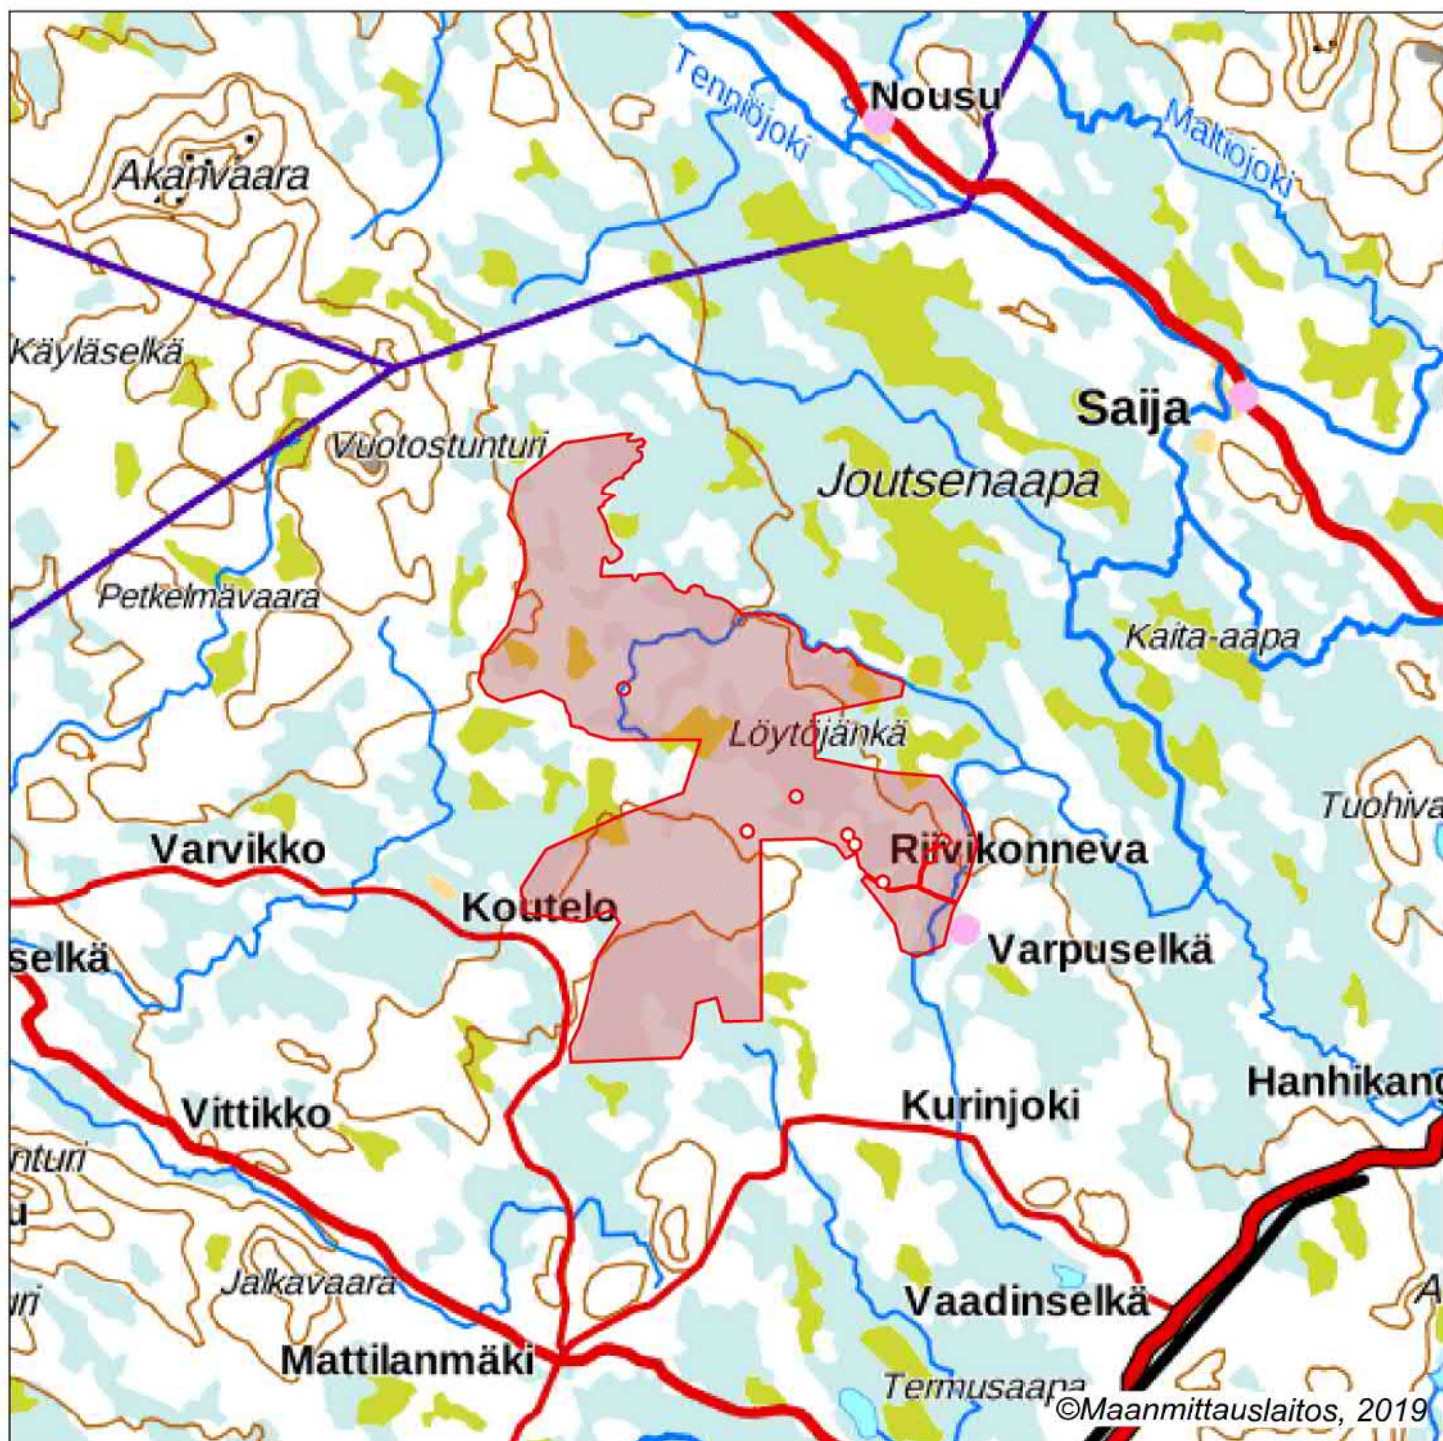 Nousu
Tenniöjoki
Maltiojoki
Akanvaara
Käyläselkä
Saija
Vuotostunturi
Joutsenaapa
Petkelmävaara
Kaita-aapa
Löytöjänkä
Tuohiva
Varvikko
Riivikonneva
Koutelo
selkä
Varpuselkä
Hanhikang
Kurinjoki
Vittikko
nturi
u
Jalkavaara
uri
Vaadinselkä
A
Mattilanmäki
Termusaapa
©Maanmittauslaitos, 2019